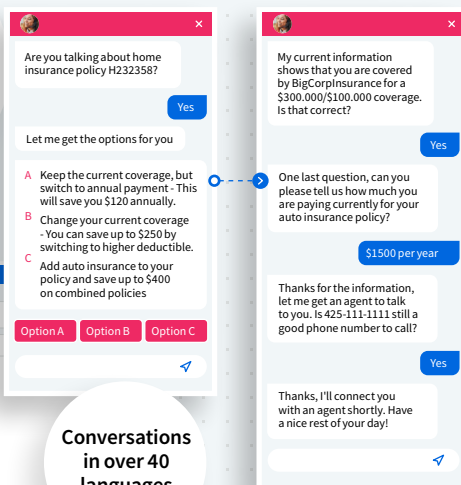 Are you talking about home
insurance policy H232358?
Yes
Let me get the options for you
A Keep the current coverage, but
switch to annual payment - This
will save you $120 annually.
B Change your current coverage
- You can save up to $250 by
switching to higher deductible.
C Add auto insurance to your
policy and save up to $400
on combined policies
Option A Option B Option C
Conversations
in over 40
languages
My current information
shows that you are covered
by BigCorpInsurance for a
$300.000/$100.000 coverage.
Is that correct?
Yes
One last question, can you
please tell us how much you
are paying currently for your
auto insurance policy?
$1500 per year
Thanks for the information,
let me get an agent to talk
to you. Is 425-111-1111 still a
good phone number to call?
Yes
Thanks, I'll connect you
with an agent shortly. Have
a nice rest of your day!